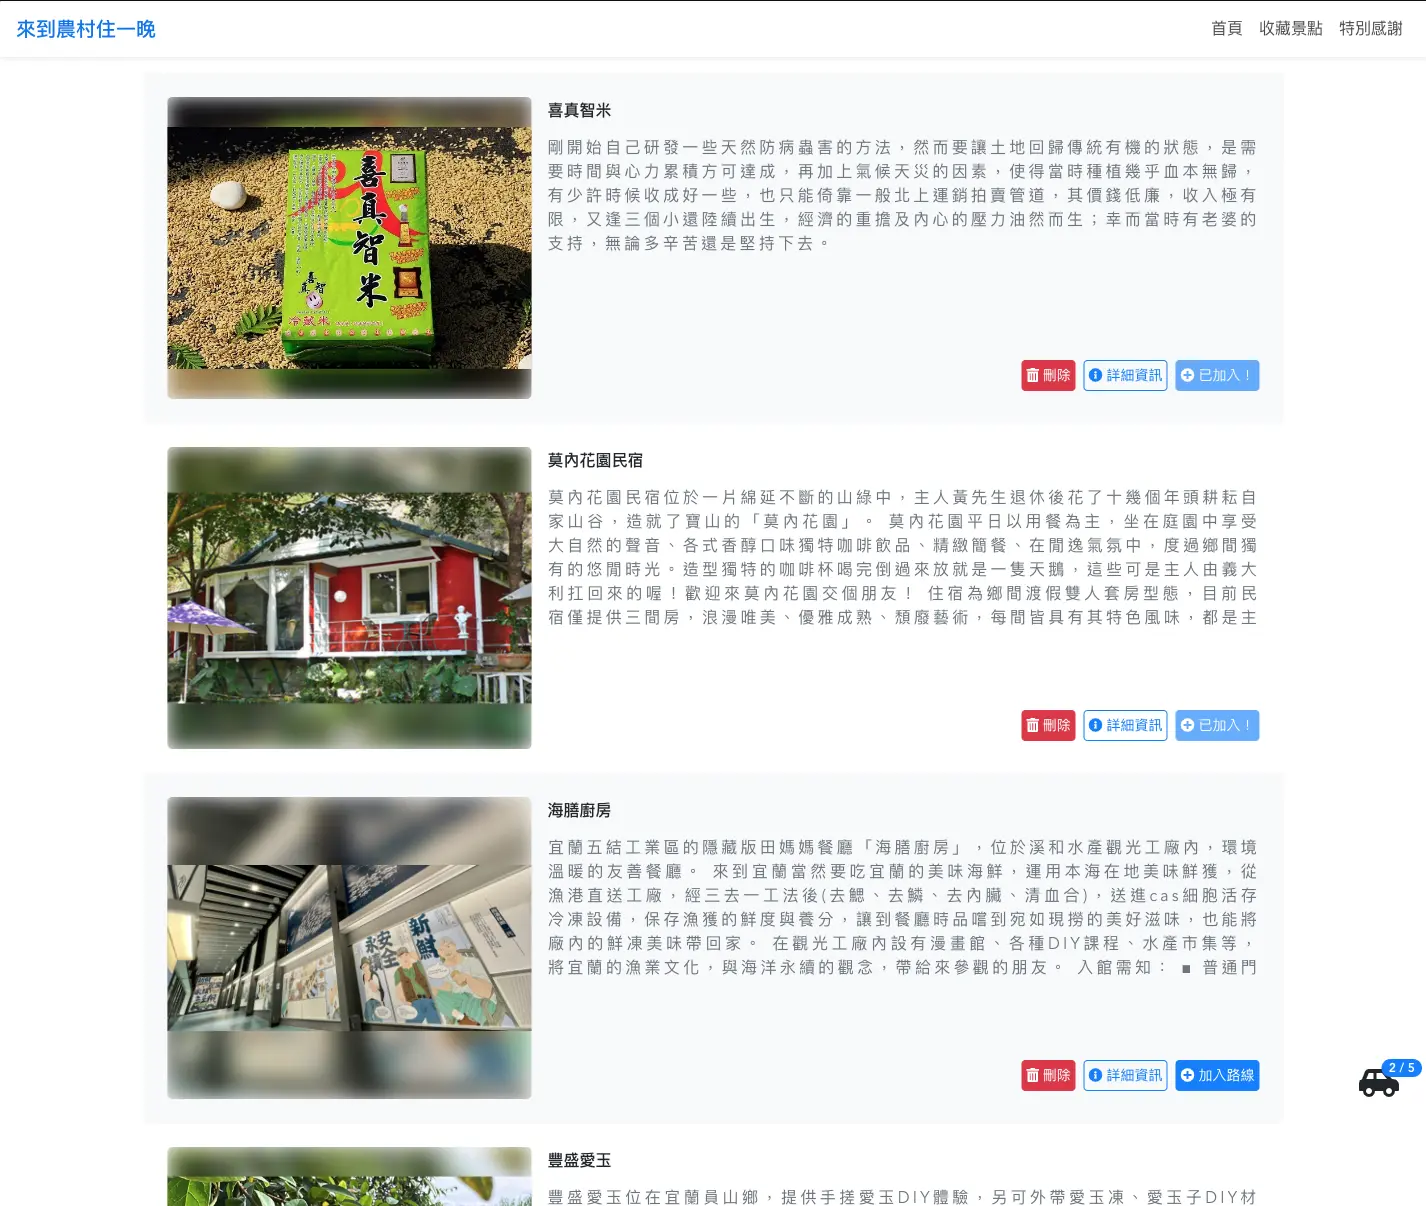 來到農村住一晚
首頁 收藏景點 特別感謝
喜真智米
剛開始自己研發一些天然防病蟲害的方法，然而要讓土地回歸傳統有機的狀態，是需
要時間與心力累積方可達成，再加上氣候天災的因素，使得當時種植幾乎血本無歸，
有少許時候收成好一些，也只能倚靠一般北上運銷拍賣管道，其價錢低廉，收入極有
限，又逢三個小還陸續出生，經濟的重擔及內心的壓力油然而生；幸而當時有老婆的
支持，無論多辛苦還是堅持下去。
喜真智米
喜真智
冷藏米
刪除 詳細資訊 已加入！
莫內花園民宿
莫內花園民宿位於一片綿延不斷的山綠中，主人黃先生退休後花了十幾個年頭耕耘自
家山谷，造就了寶山的「莫內花園」。 莫內花園平日以用餐為主，坐在庭園中享受
大自然的聲音、各式香醇口味獨特咖啡飲品、精緻簡餐、在閒逸氣氛中，度過鄉間獨
有的悠閒時光。造型獨特的咖啡杯喝完倒過來放就是一隻天鵝，這些可是主人由義大
利扛回來的喔！歡迎來莫內花園交個朋友！ 住宿為鄉間渡假雙人套房型態，目前民
宿僅提供三間房，浪漫唯美、優雅成熟、頹廢藝術，每間皆具有其特色風味，都是主
刪除 詳細資訊 已加入！
海膳廚房
宜蘭五結工業區的隱藏版田媽媽餐廳「海膳廚房」，位於溪和水產觀光工廠內，環境
溫暖的友善餐廳。 來到宜蘭當然要吃宜蘭的美味海鮮，運用本海在地美味鮮獲，從
漁港直送工廠，經三去一工法後(去鰓、去鱗、去內臟、清血合)，送進cas細胞活存
冷凍設備，保存漁獲的鮮度與養分，讓到餐廳時品嚐到宛如現撈的美好滋味，也能將
廠內的鮮凍美味帶回家。 在觀光工廠內設有漫畫館、各種DIY課程、水產市集等，
將宜蘭的漁業文化，與海洋永續的觀念，帶給來參觀的朋友。 入館需知： ■ 普通門
新鮮
永安
刪除 詳細資訊 加入路線
2 / 5
豐盛愛玉
豐盛愛玉位在宜蘭員山鄉，提供手搓愛玉DIY體驗，另可外帶愛玉凍、愛玉子DIY材